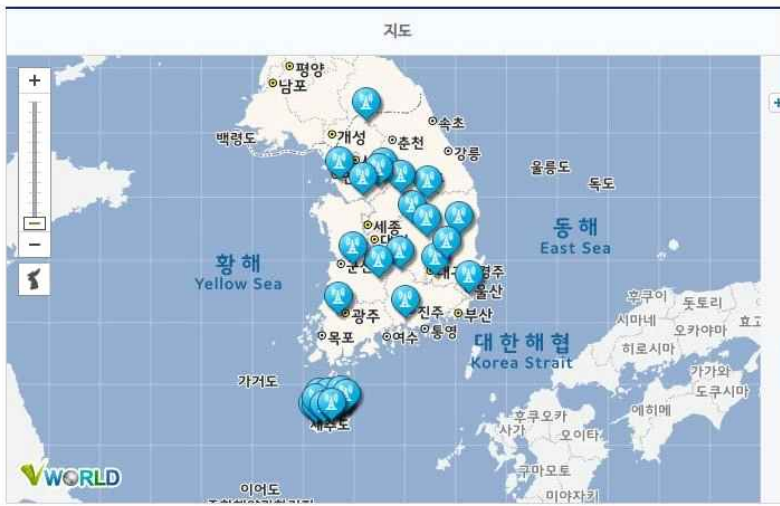 지도
평양
남포
백령도
개성
속초
춘천
강릉
울릉도
독도
세종
황해
Yellow Sea
동해
East Sea
경주
울산
광주
진주
부산
목포
여수
통영
대한해협
Korea Strait
후쿠이
돗토리
시마네
오카야마
효고
히로시마
가가와
도쿠시마
에히메
가거도
제주도
후쿠오카
사가
오이타
구마모토
미야자키
이어도
VWORLD